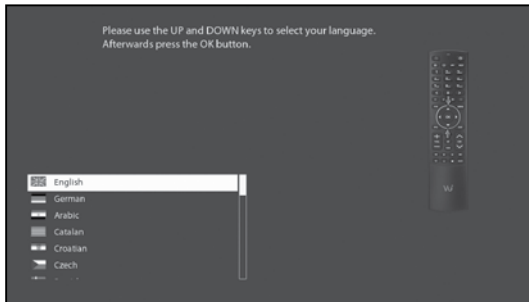 Please use the UP and DOWN keys to select your language.
Afterwards press the OK button.
English
German
Arabic
Catalan
Croatian
Czech